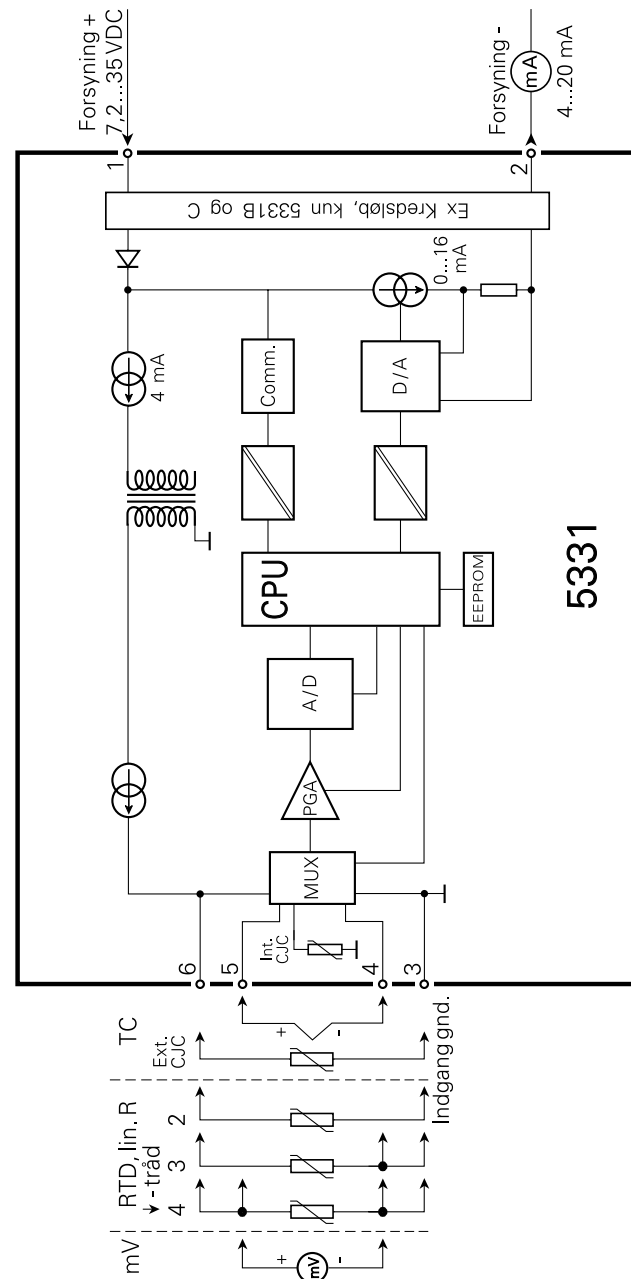 mV
RTD, lin. R
-tråd
4
3
2
TC
Ext.
CJC
+
-
mV
+
-
Indgang gnd.
6
5
4
3
Int.
CJC
MUX
PGA
A/D
CPU
EEPROM
Comm.
D/A
4 mA
0...16
mA
Ex Kredsløb, kun 5331B og C
1
2
Forsyning +
7,2...35 VDC
Forsyning -
mA
4...20 mA
5331